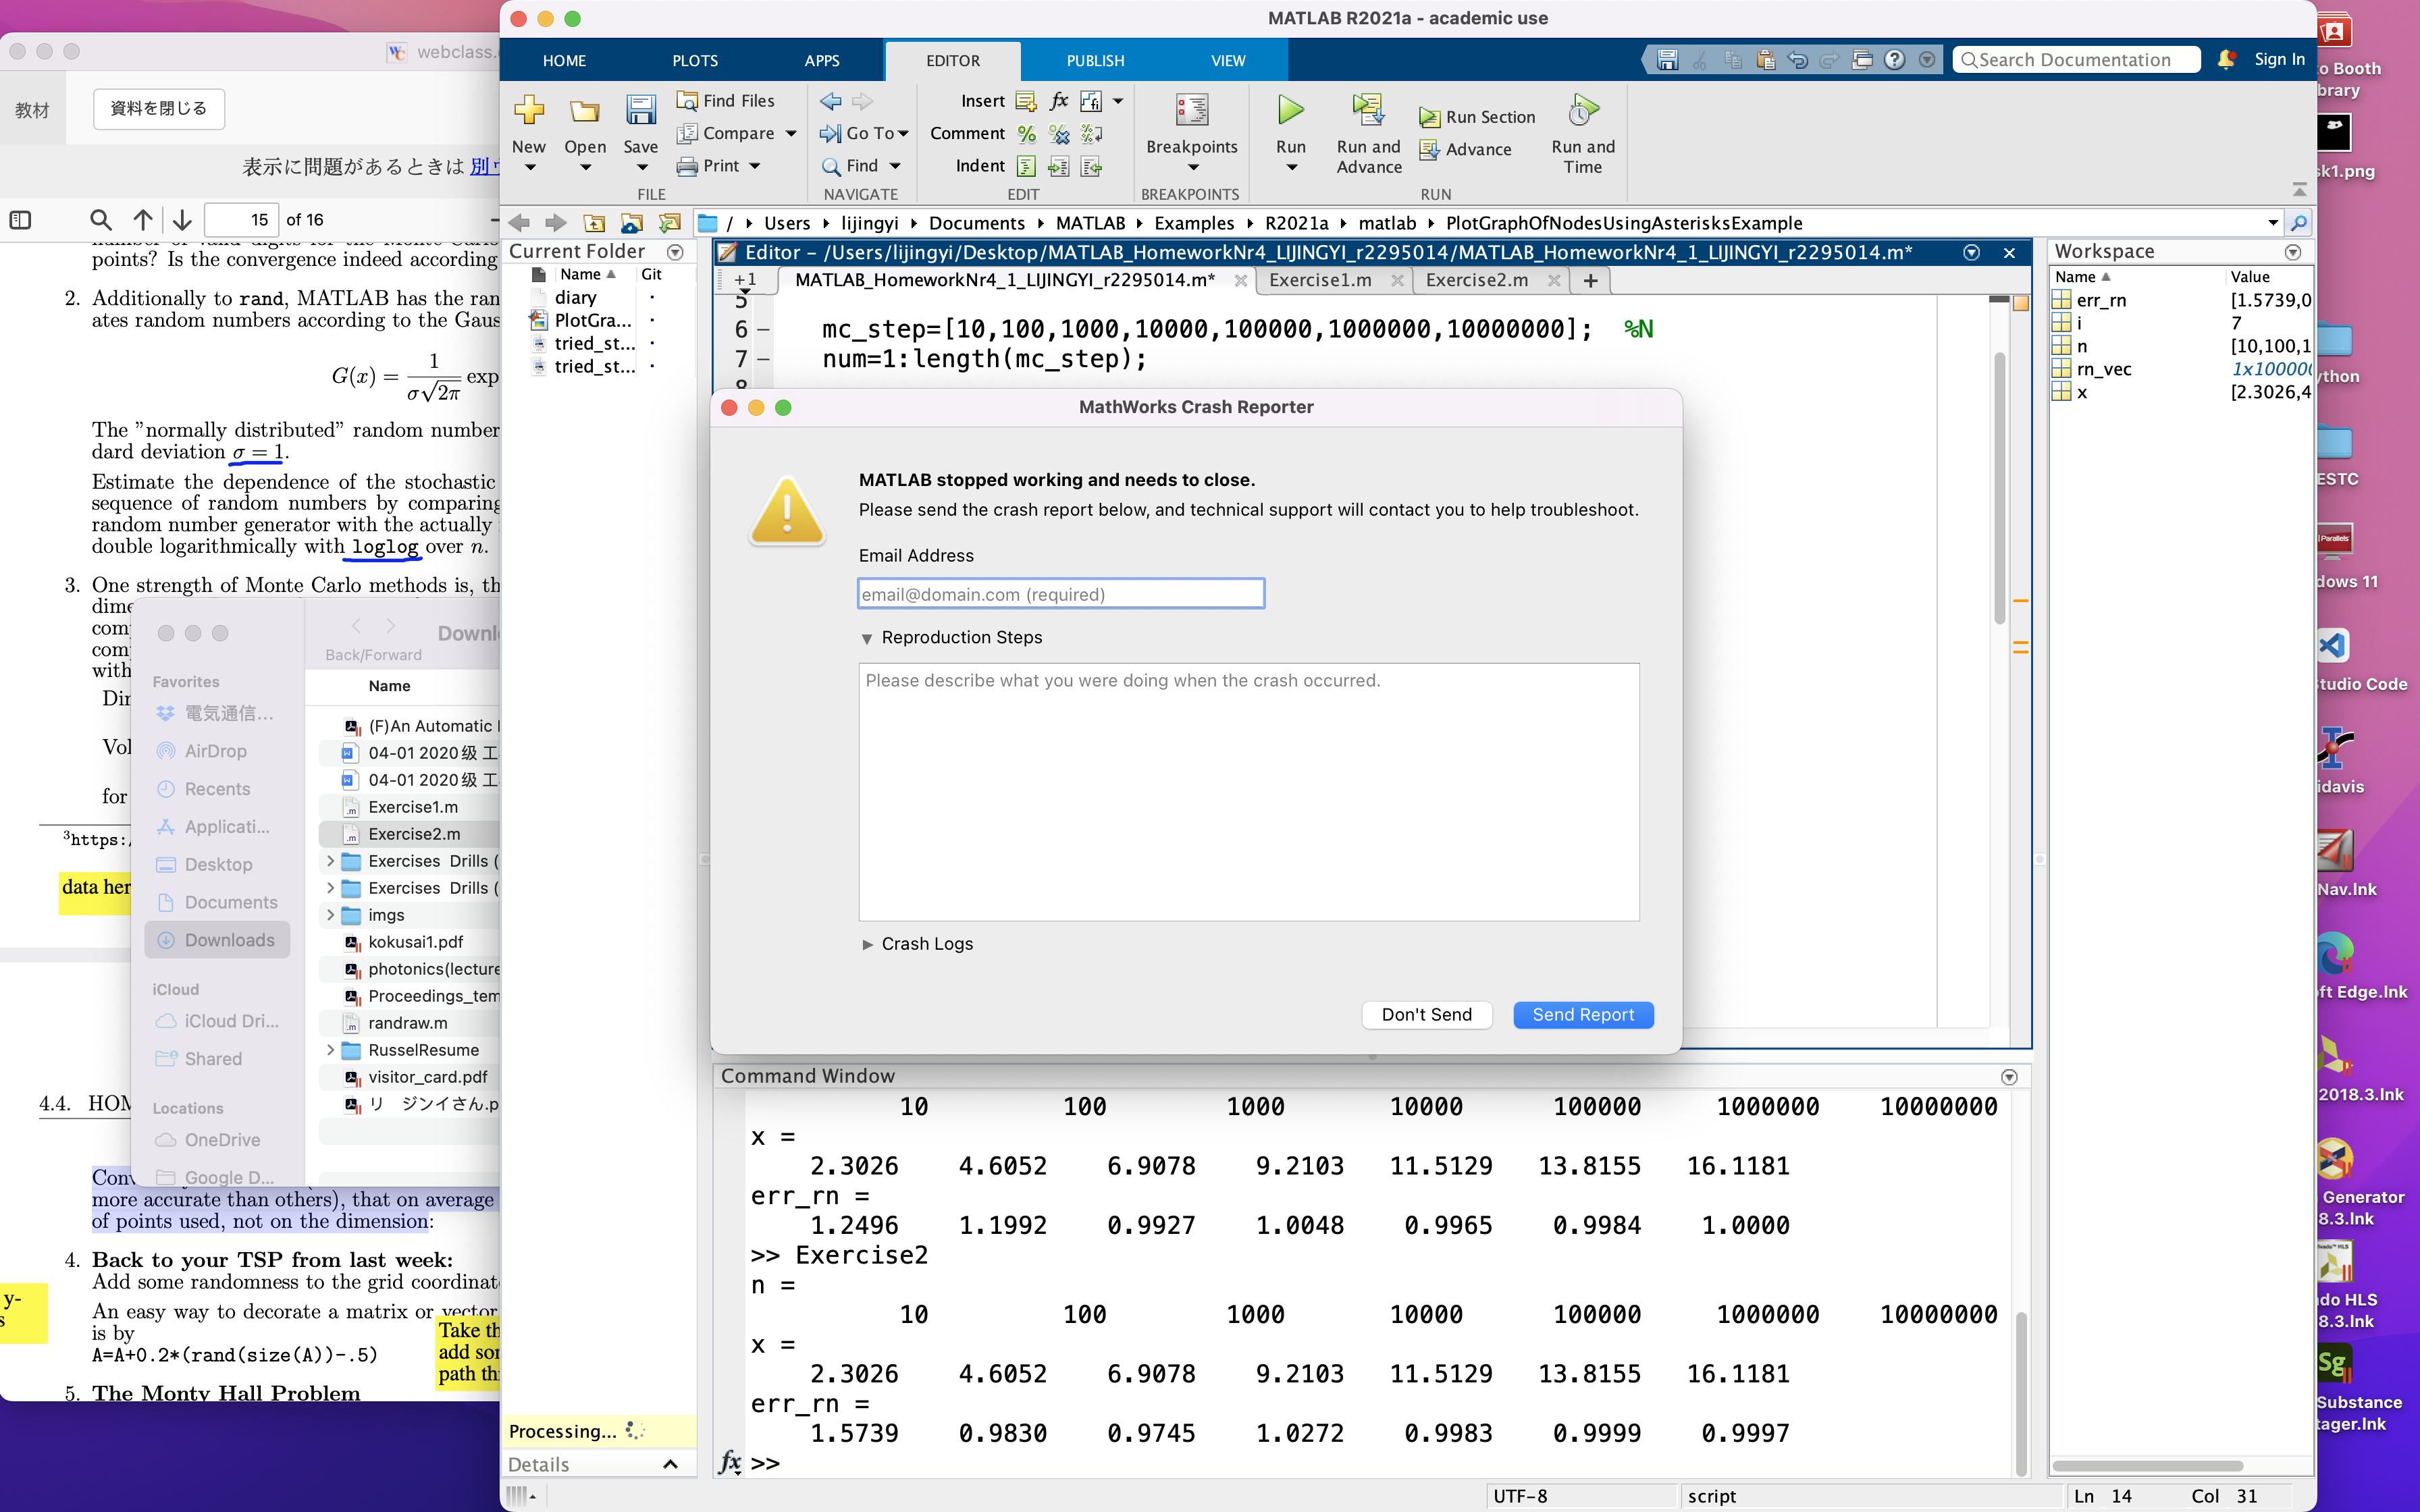 MATLAB R2021a - academic use
HOME
PLOTS
APPS
EDITOR
PUBLISH
VIEW
Search Documentation
Sign In
New
Open
Save
Find Files
Compare
Print
FILE
Go To
Find
NAVIGATE
Insert
Comment
Indent
EDIT
Breakpoints
BREAKPOINTS
Run
Run and Advance
Run Section
Advance
Run and Time
RUN
/ Users lijingyi Documents MATLAB Examples R2021a matlab PlotGraphOfNodesUsingAsterisksExample
Current Folder
Name
Git
diary
PlotGra...
tried_st...
tried_st...
Processing...
Details
Editor – /Users/lijingyi/Desktop/MATLAB_HomeworkNr4_LIJINGYI_r2295014/MATLAB_HomeworkNr4_1_LIJINGYI_r2295014.m*
+1
MATLAB_HomeworkNr4_1_LIJINGYI_r2295014.m*
Exercise1.m
Exercise2.m
5
6 mc_step=[10,100,1000,10000,100000,1000000,10000000]; %N
7 num=1:length(mc_step);
Workspace
Name
Value
err_rn [1.5739,0
i 7
n [10,100,1
rn_vec 1x100000
x [2.3026,4
MathWorks Crash Reporter
MATLAB stopped working and needs to close.
Please send the crash report below, and technical support will contact you to help troubleshoot.
Email Address
email@domain.com (required)
Reproduction Steps
Please describe what you were doing when the crash occurred.
Crash Logs
Don't Send
Send Report
Command Window
10 100 1000 10000 100000 1000000 10000000
x =
2.3026 4.6052 6.9078 9.2103 11.5129 13.8155 16.1181
err_rn =
1.2496 1.1992 0.9927 1.0048 0.9965 0.9984 1.0000
>> Exercise2
n =
10 100 1000 10000 100000 1000000 10000000
x =
2.3026 4.6052 6.9078 9.2103 11.5129 13.8155 16.1181
err_rn =
1.5739 0.9830 0.9745 1.0272 0.9983 0.9999 0.9997
fx >>
UTF-8
script
Ln 14 Col 31
webclass.
教材
資料を閉じる
表示に問題があるときは 別ウ
15 of 16
points? Is the convergence indeed according
2. Additionally to rand, MATLAB has the ran
ates random numbers according to the Gaus
G(x) = 1/σ√2π exp
The ”normally distributed” random number
dard deviation σ = 1.
Estimate the dependence of the stochastic
sequence of random numbers by comparing
random number generator with the actually
double logarithmically with loglog over n.
3. One strength of Monte Carlo methods is, th
dime
com
com
with
Dim
Vol
for
3https:/
data her
4.4. HOM
Conv
more accurate than others), that on average
of points used, not on the dimension:
4. Back to your TSP from last week:
Add some randomness to the grid coordinat
An easy way to decorate a matrix or vector
is by
A=A+0.2*(rand(size(A))-.5)
5. The Monty Hall Problem
y-
s
Take th
add son
path th
Downl
Back/Forward
Favorites
電気通信...
AirDrop
Recents
Applicati...
Desktop
Documents
Downloads
iCloud
iCloud Dri...
Shared
Locations
OneDrive
Google D...
Name
(F)An Automatic
04-01 2020级 工
04-01 2020级 工
Exercise1.m
Exercise2.m
Exercises Drills (
Exercises Drills (
imgs
kokusai1.pdf
photonics(lecture
Proceedings_tem
randraw.m
RusselResume
visitor_card.pdf
リ ジンイさん.p
to Booth
brary
sk1.png
ython
ESTC
Parallels
dows 11
Studio Code
idavis
Nav.lnk
ft Edge.lnk
2018.3.lnk
Generator
8.3.lnk
do HLS
8.3.lnk
Sg
Substance
tager.lnk